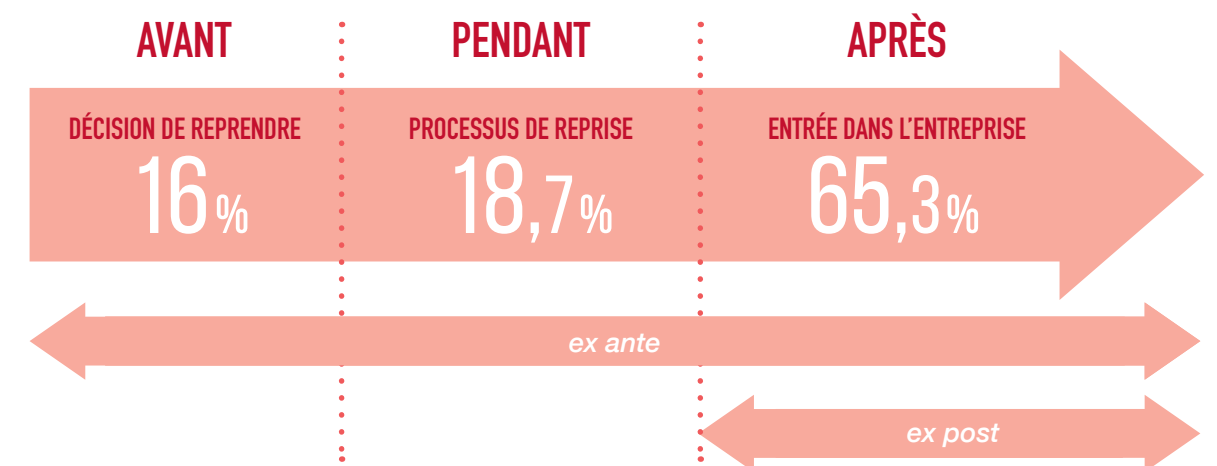 AVANT
PENDANT
APRÈS
DÉCISION DE REPRENDRE
PROCESSUS DE REPRISE
ENTRÉE DANS L'ENTREPRISE
16 %
18,7 %
65,3 %
ex ante
ex post